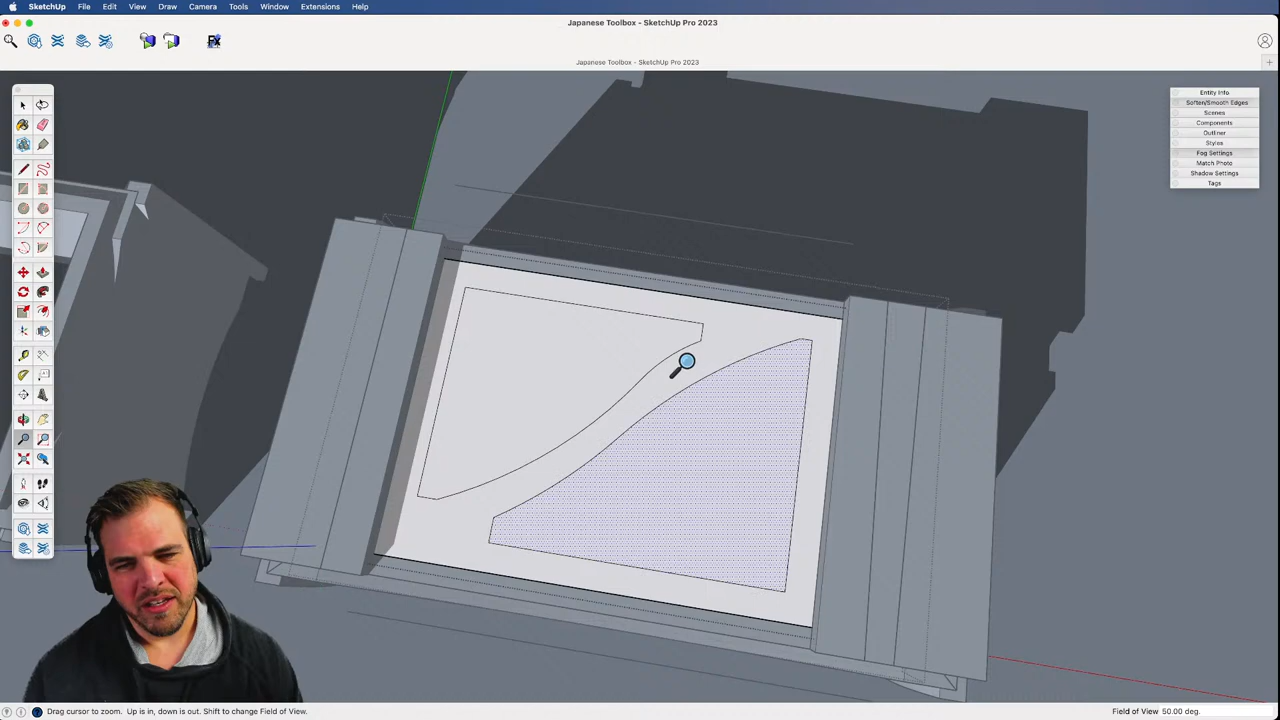 SketchUp File Edit View Draw Camera Tools Window Extensions Help
Japanese Toolbox - SketchUp Pro 2023
Japanese Toolbox - SketchUp Pro 2023
Entity Info
Soften/Smooth Edges
Scenes
Components
Outliner
Styles
Fog Settings
Match Photo
Shadow Settings
Tags
Drag cursor to zoom. Up is in, down is out. Shift to change Field of View.
Field of View 50.00 deg.